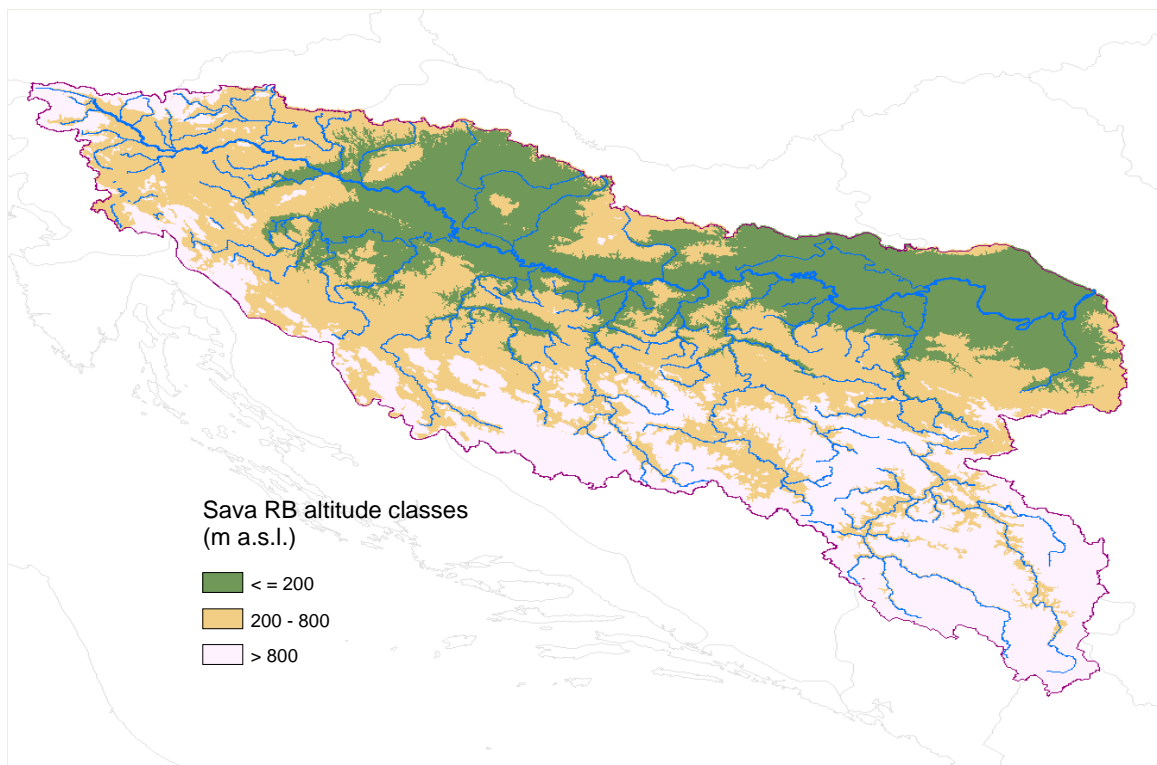 Sava RB altitude classes
(m a.s.l.)
< = 200
200 - 800
> 800